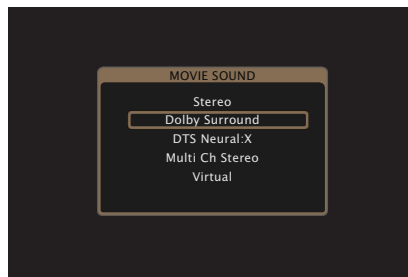 MOVIE SOUND
Stereo
Dolby Surround
DTS Neural:X
Multi Ch Stereo
Virtual